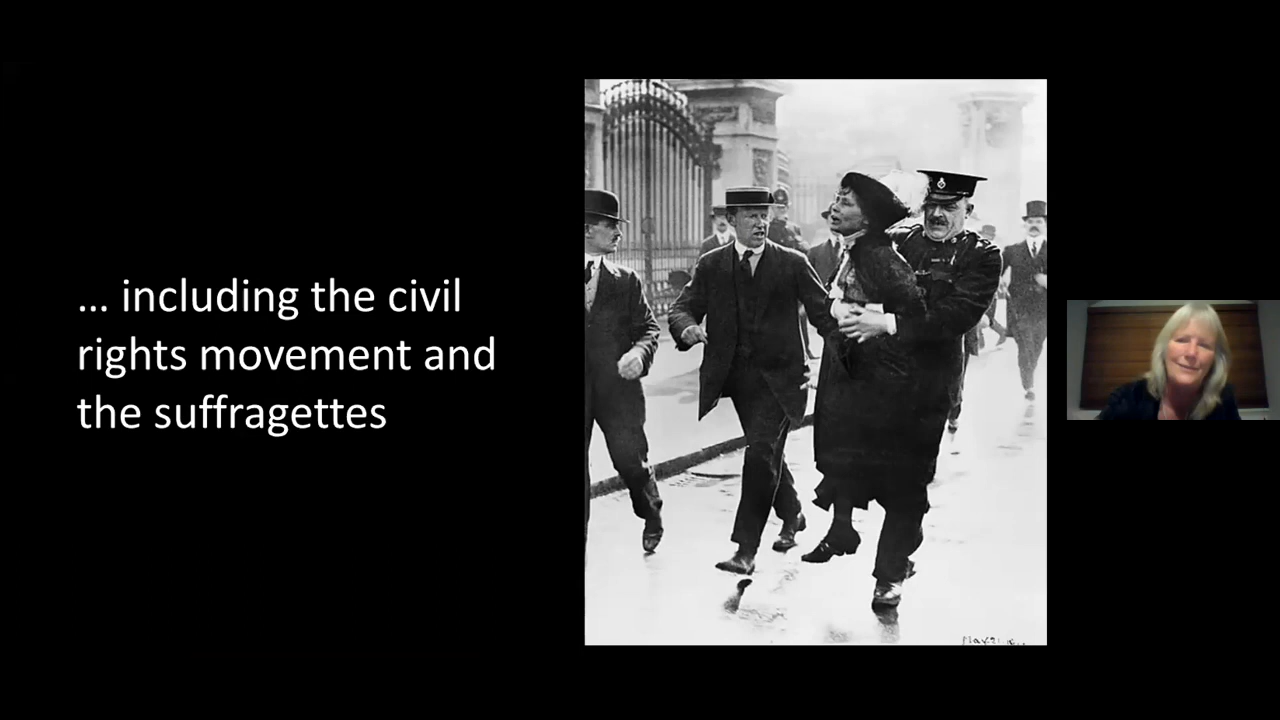 ... including the civil
rights movement and
the suffragettes